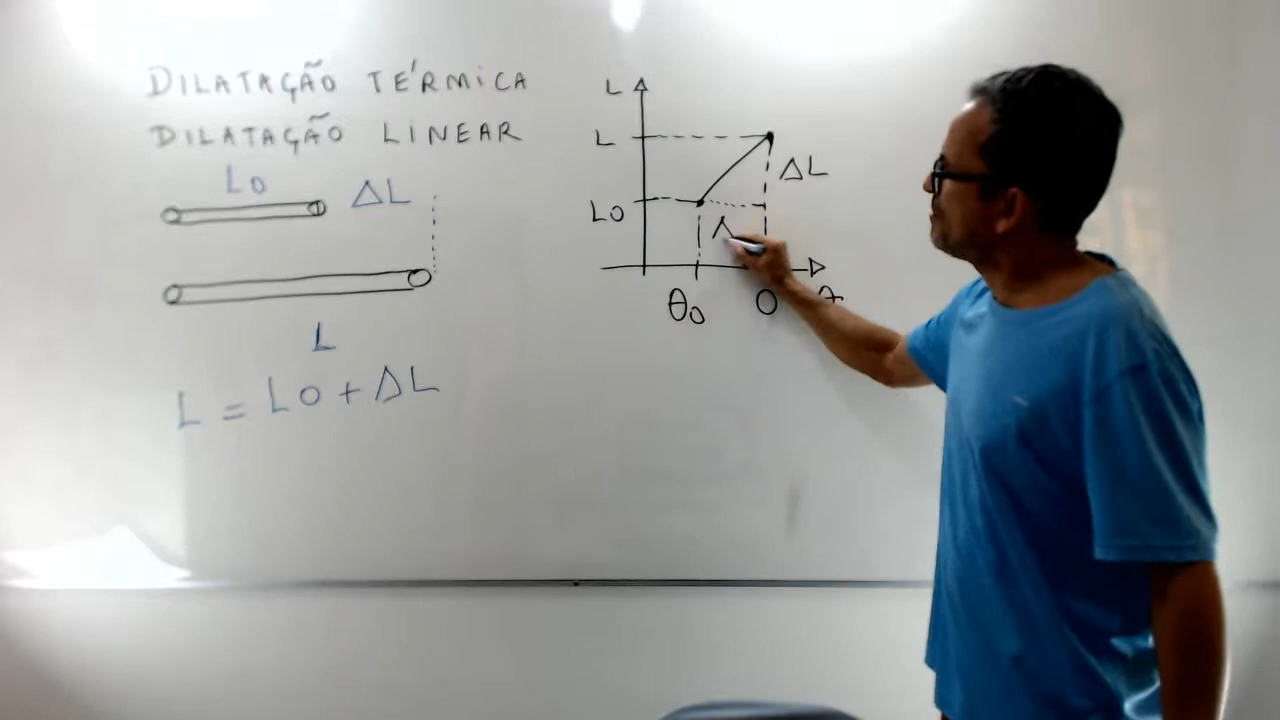 DILATAÇÃO TÉRMICA
DILATAÇÃO LINEAR
L0 ΔL
L
L = L0 + ΔL
L
L
ΔL
L0
θ0 θ